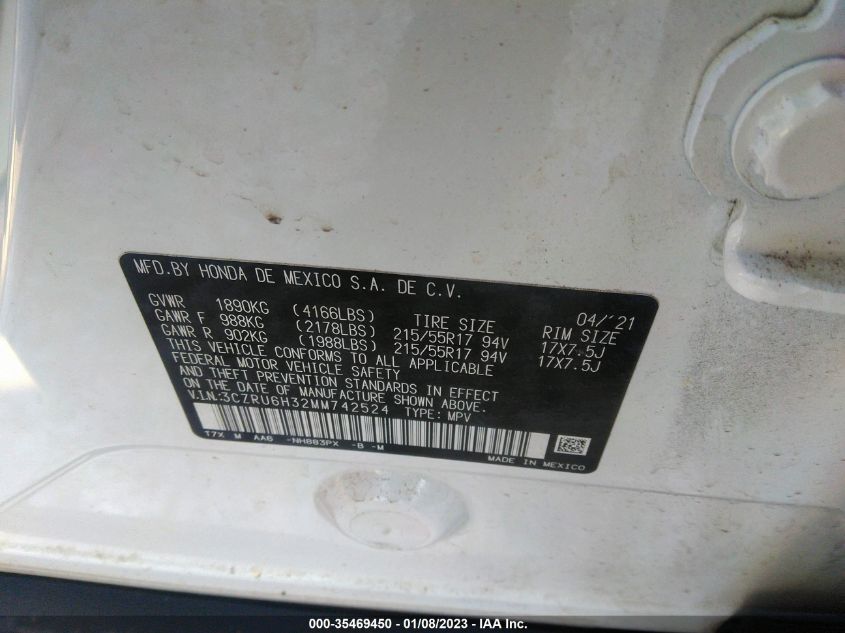 MFD.BY HONDA DE MEXICO S.A. DE C.V.
04/'21
GVWR 1890KG (4166LBS) TIRE SIZE RIM SIZE
GAWR F 988KG (2178LBS) 215/55R17 94V 17X7.5J
GAWR R 902KG (1988LBS) 215/55R17 94V 17X7.5J
THIS VEHICLE CONFORMS TO ALL APPLICABLE
FEDERAL MOTOR VEHICLE SAFETY
AND THEFT PREVENTION STANDARDS IN EFFECT
ON THE DATE OF MANUFACTURE SHOWN ABOVE.
V.I.N:3CZRU6H32MM742524 TYPE: MPV
T7X M AA6 -NH883PX -B -M
MADE IN MEXICO
000-35469450 - 01/08/2023 - © IAA Inc.